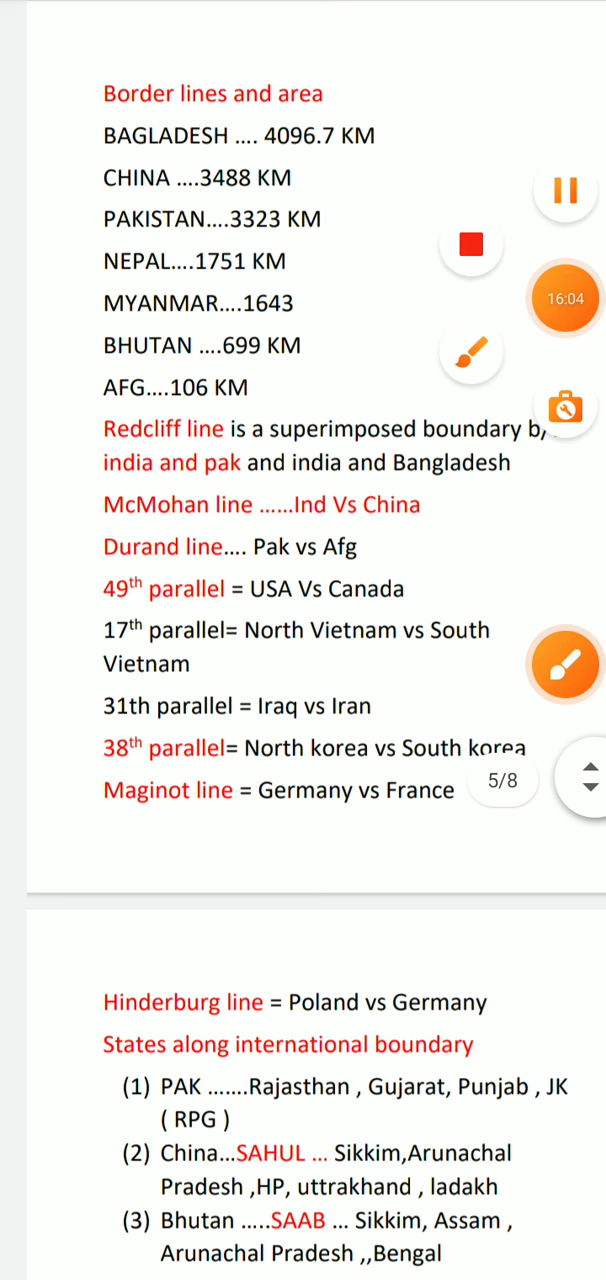 Border lines and area
BAGLADESH .... 4096.7 KM
CHINA ....3488 KM
PAKISTAN....3323 KM
NEPAL....1751 KM
MYANMAR....1643
BHUTAN ....699 KM
AFG....106 KM
16:04
Redcliff line is a superimposed boundary b/
india and pak and india and Bangladesh
McMohan line ......Ind Vs China
Durand line.... Pak vs Afg
49th parallel = USA Vs Canada
17th parallel= North Vietnam vs South
Vietnam
31th parallel = Iraq vs Iran
38th parallel= North korea vs South korea
Maginot line = Germany vs France
5/8
Hinderburg line = Poland vs Germany
States along international boundary
(1) PAK .......Rajasthan , Gujarat, Punjab , JK
( RPG )
(2) China...SAHUL ... Sikkim,Arunachal
Pradesh ,HP, uttrakhand , ladakh
(3) Bhutan .....SAAB ... Sikkim, Assam ,
Arunachal Pradesh ,,Bengal